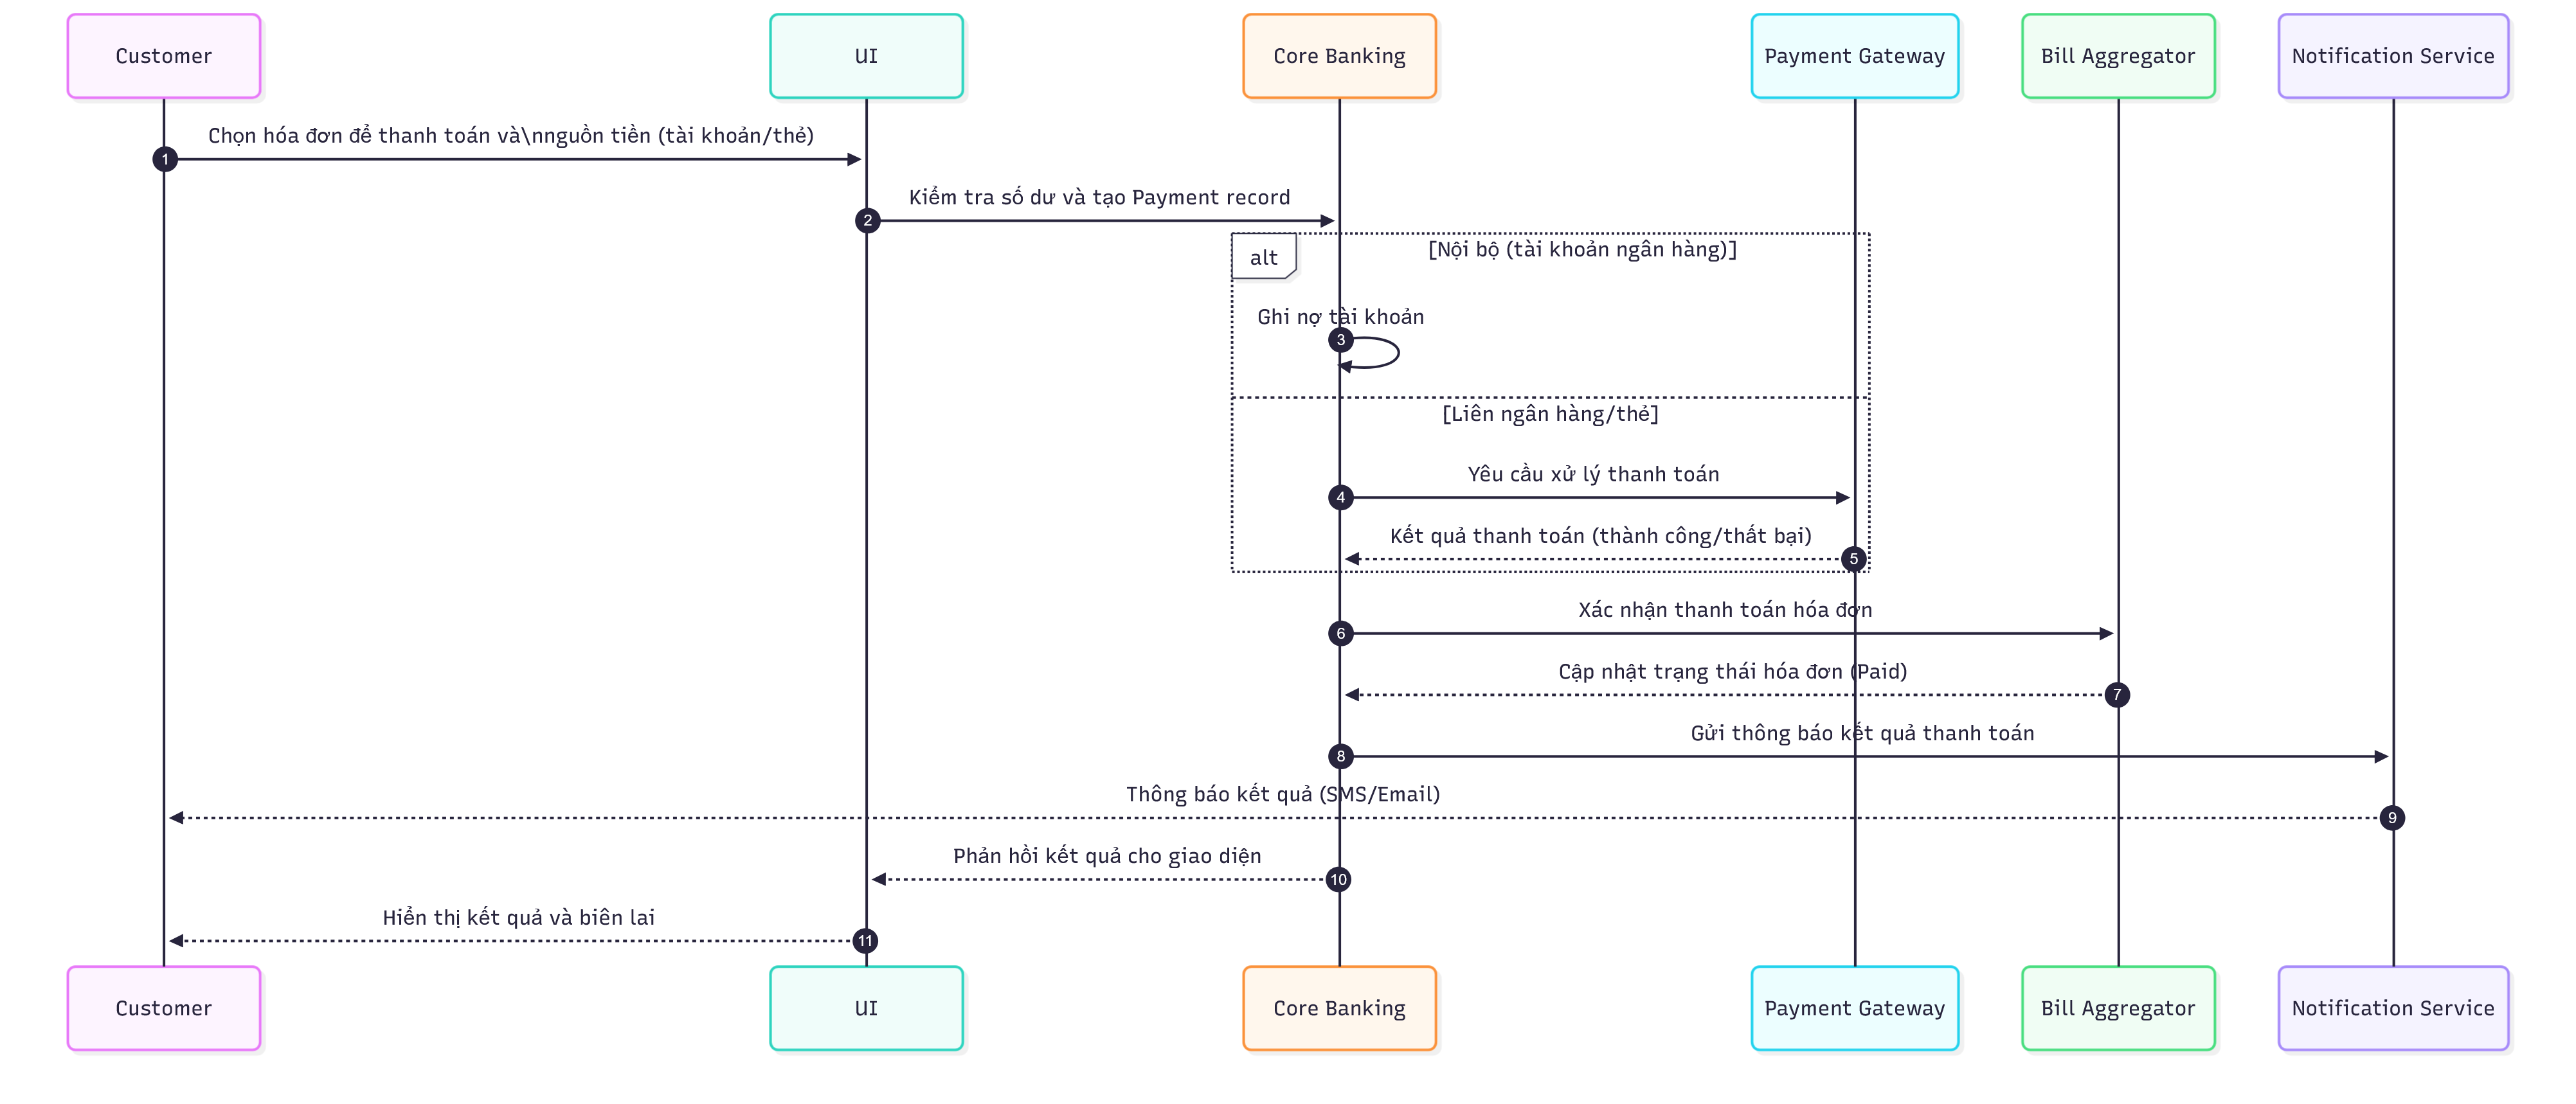 Customer
UI
Core Banking
Payment Gateway
Bill Aggregator
Notification Service
Chọn hóa đơn để thanh toán và\nnguồn tiền (tài khoản/thẻ)
1
Kiểm tra số dư và tạo Payment record
2
alt
[Nội bộ (tài khoản ngân hàng)]
Ghi nợ tài khoản
3
[Liên ngân hàng/thẻ]
Yêu cầu xử lý thanh toán
4
Kết quả thanh toán (thành công/thất bại)
5
Xác nhận thanh toán hóa đơn
6
Cập nhật trạng thái hóa đơn (Paid)
7
Gửi thông báo kết quả thanh toán
8
Thông báo kết quả (SMS/Email)
9
Phản hồi kết quả cho giao diện
10
Hiển thị kết quả và biên lai
11
Customer
UI
Core Banking
Payment Gateway
Bill Aggregator
Notification Service